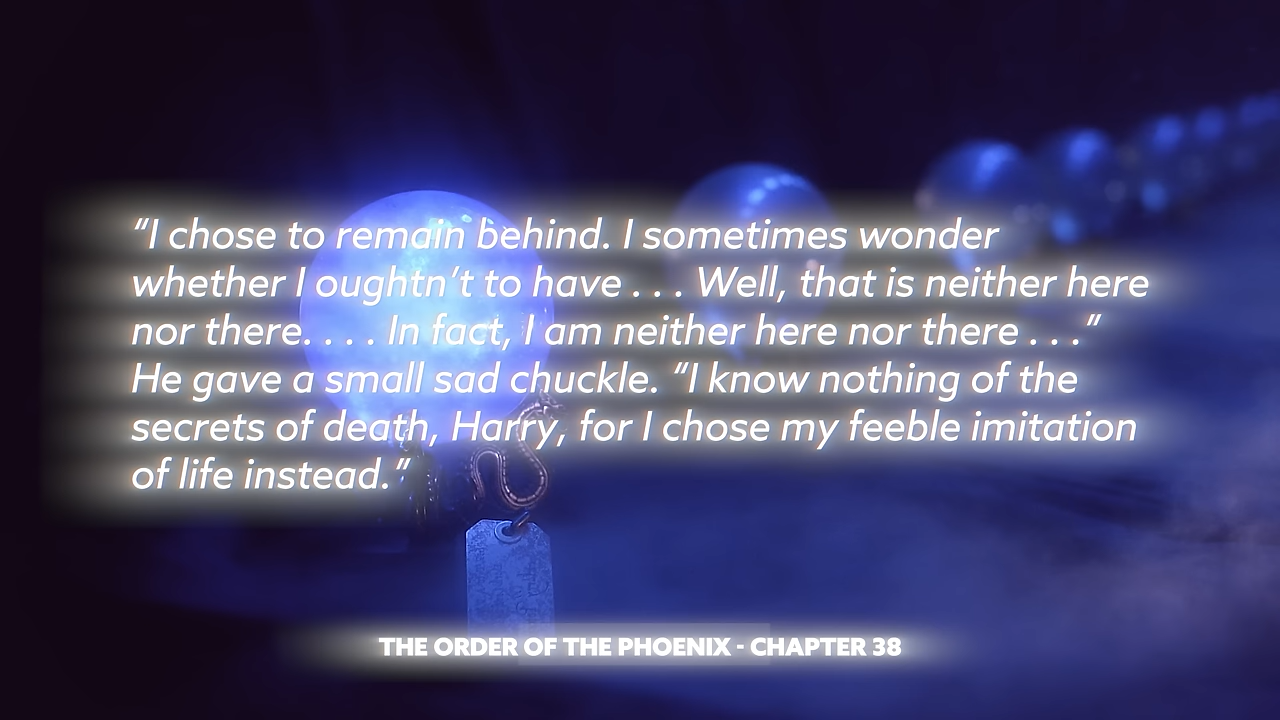 “I chose to remain behind. I sometimes wonder
whether I oughtn’t to have . . . Well, that is neither here
nor there. . . . In fact, I am neither here nor there . . .”
He gave a small sad chuckle. “I know nothing of the
secrets of death, Harry, for I chose my feeble imitation
of life instead.”
THE ORDER OF THE PHOENIX - CHAPTER 38